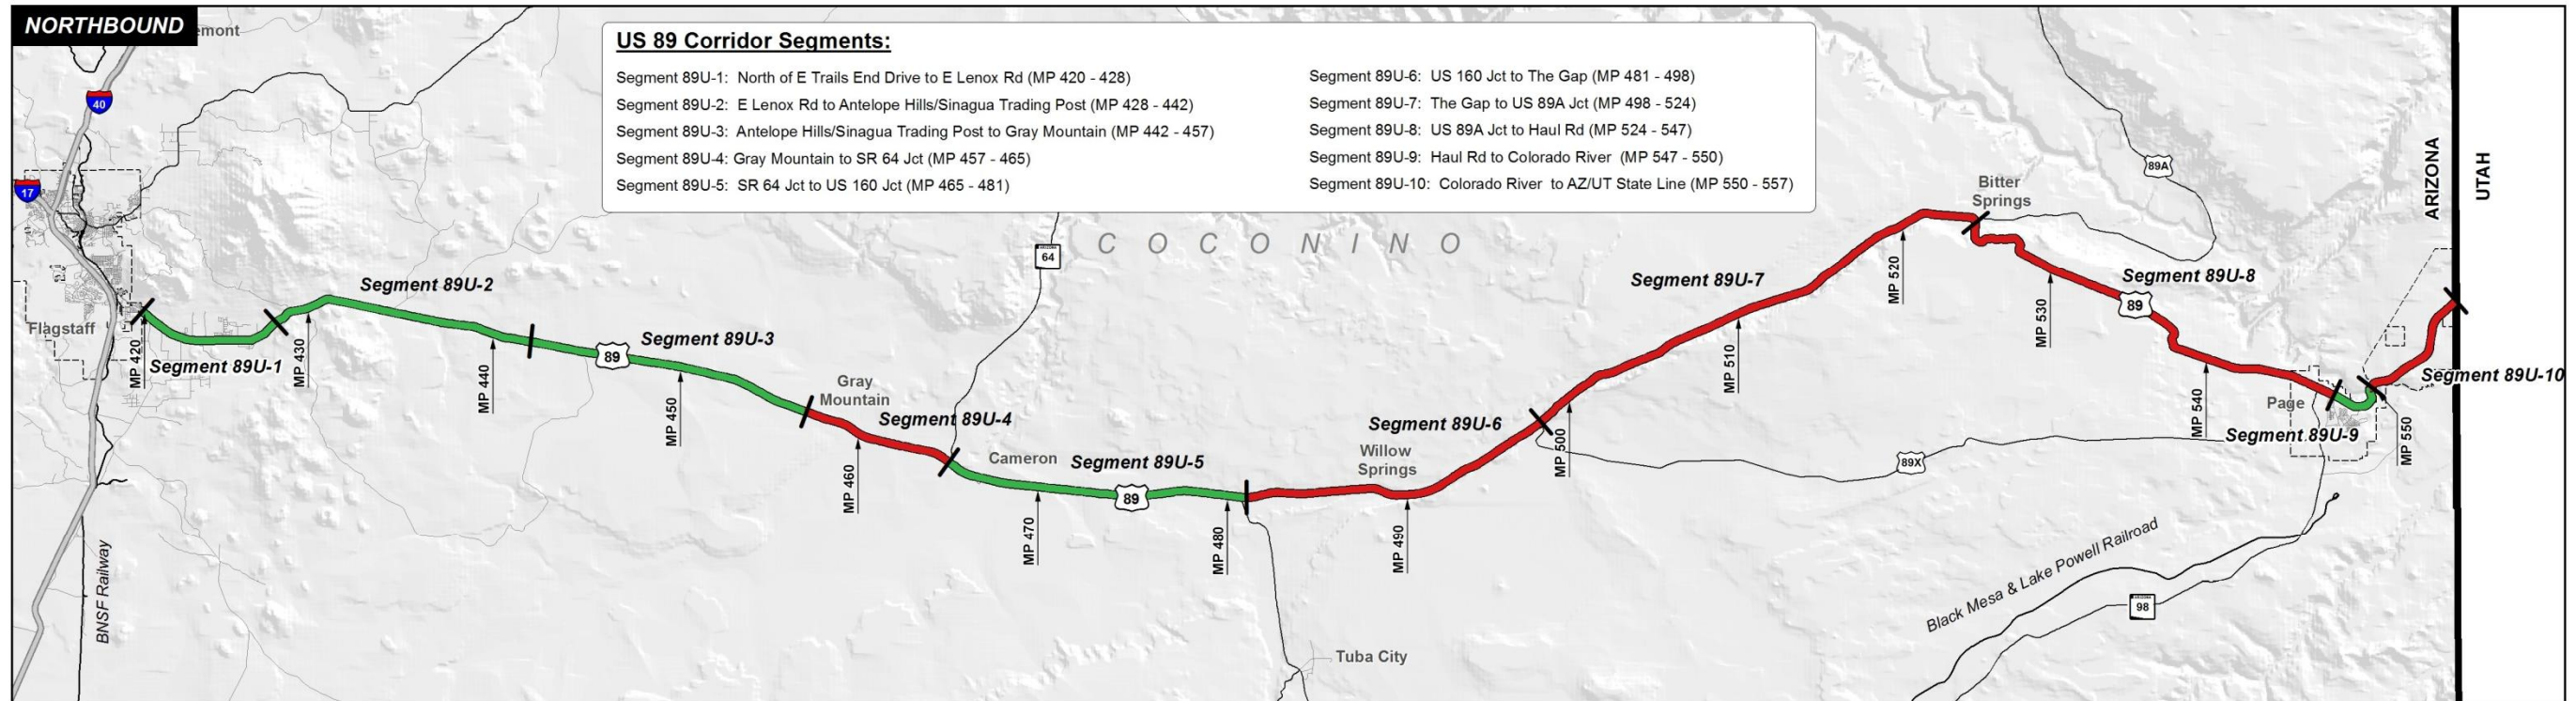 NORTHBOUND
emont
US 89 Corridor Segments:
Segment 89U-1: North of E Trails End Drive to E Lenox Rd (MP 420 - 428)
Segment 89U-2: E Lenox Rd to Antelope Hills/Sinagua Trading Post (MP 428 - 442)
Segment 89U-3: Antelope Hills/Sinagua Trading Post to Gray Mountain (MP 442 - 457)
Segment 89U-4: Gray Mountain to SR 64 Jct (MP 457 - 465)
Segment 89U-5: SR 64 Jct to US 160 Jct (MP 465 - 481)
Segment 89U-6: US 160 Jct to The Gap (MP 481 - 498)
Segment 89U-7: The Gap to US 89A Jct (MP 498 - 524)
Segment 89U-8: US 89A Jct to Haul Rd (MP 524 - 547)
Segment 89U-9: Haul Rd to Colorado River (MP 547 - 550)
Segment 89U-10: Colorado River to AZ/UT State Line (MP 550 - 557)
40
17
89A
ARIZONA
UTAH
Bitter
Springs
COCONINO
64
Segment 89U-2
Segment 89U-7
Segment 89U-8
89
Flagstaff
MP 420
Segment 89U-1
MP 430
MP 440
Segment 89U-3
89
MP 450
Gray
Mountain
Segment 89U-4
MP 460
Cameron
Segment 89U-5
89
MP 470
MP 480
Segment 89U-6
Willow
Springs
MP 490
MP 500
MP 510
MP 520
MP 530
MP 540
Segment 89U-10
Page
Segment 89U-9
MP 550
89X
BNSF Railway
Black Mesa & Lake Powell Railroad
98
Tuba City